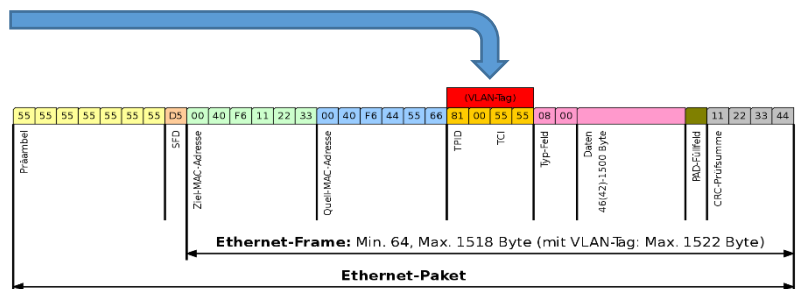 (VLAN-Tag)
55 55 55 55 55 55 55 D5 00 40 F6 11 22 33 00 40 F6 44 55 66 81 00 55 55 08 00 11 22 33 44
Präambel
SFD
Ziel-MAC-Adresse
Quell-MAC-Adresse
TPID
TCI
Typ-Feld
Daten
46(42)-1500 Byte
PAD-Füllfeld
CRC-Prüfsumme
Ethernet-Frame: Min. 64, Max. 1518 Byte (mit VLAN-Tag: Max. 1522 Byte)
Ethernet-Paket